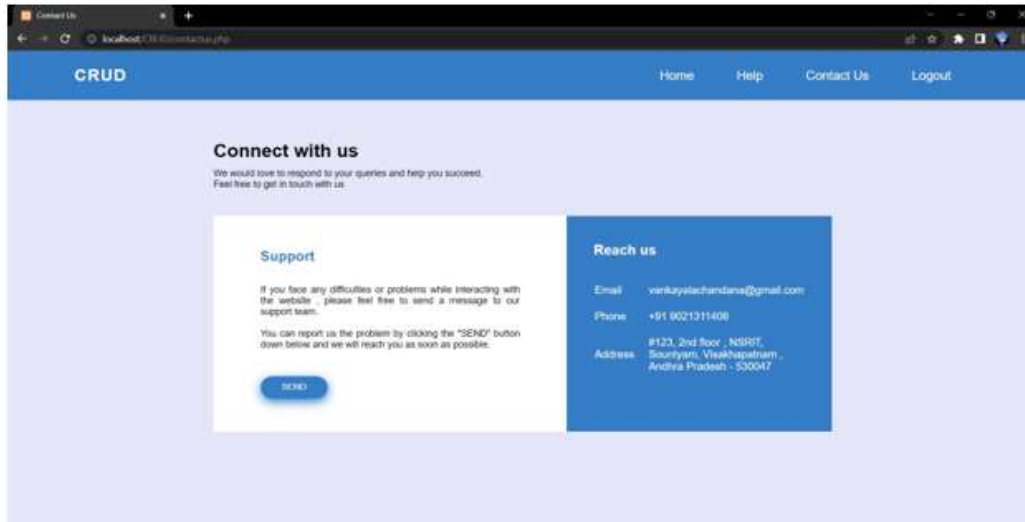 Contact Us
localhost/CRUD/contactus.php
CRUD
Home Help Contact Us Logout
Connect with us
We would love to respond to your queries and help you succeed.
Feel free to get in touch with us
Support
If you face any difficulties or problems while interacting with
the website , please feel free to send a message to our
support team.
You can report us the problem by clicking the "SEND" button
down below and we will reach you as soon as possible.
SEND
Reach us
Email vankayalachandana@gmail.com
Phone +91 9021311406
Address #123, 2nd floor , NSRIT,
Sountyam, Visakhapatnam ,
Andhra Pradesh - 530047